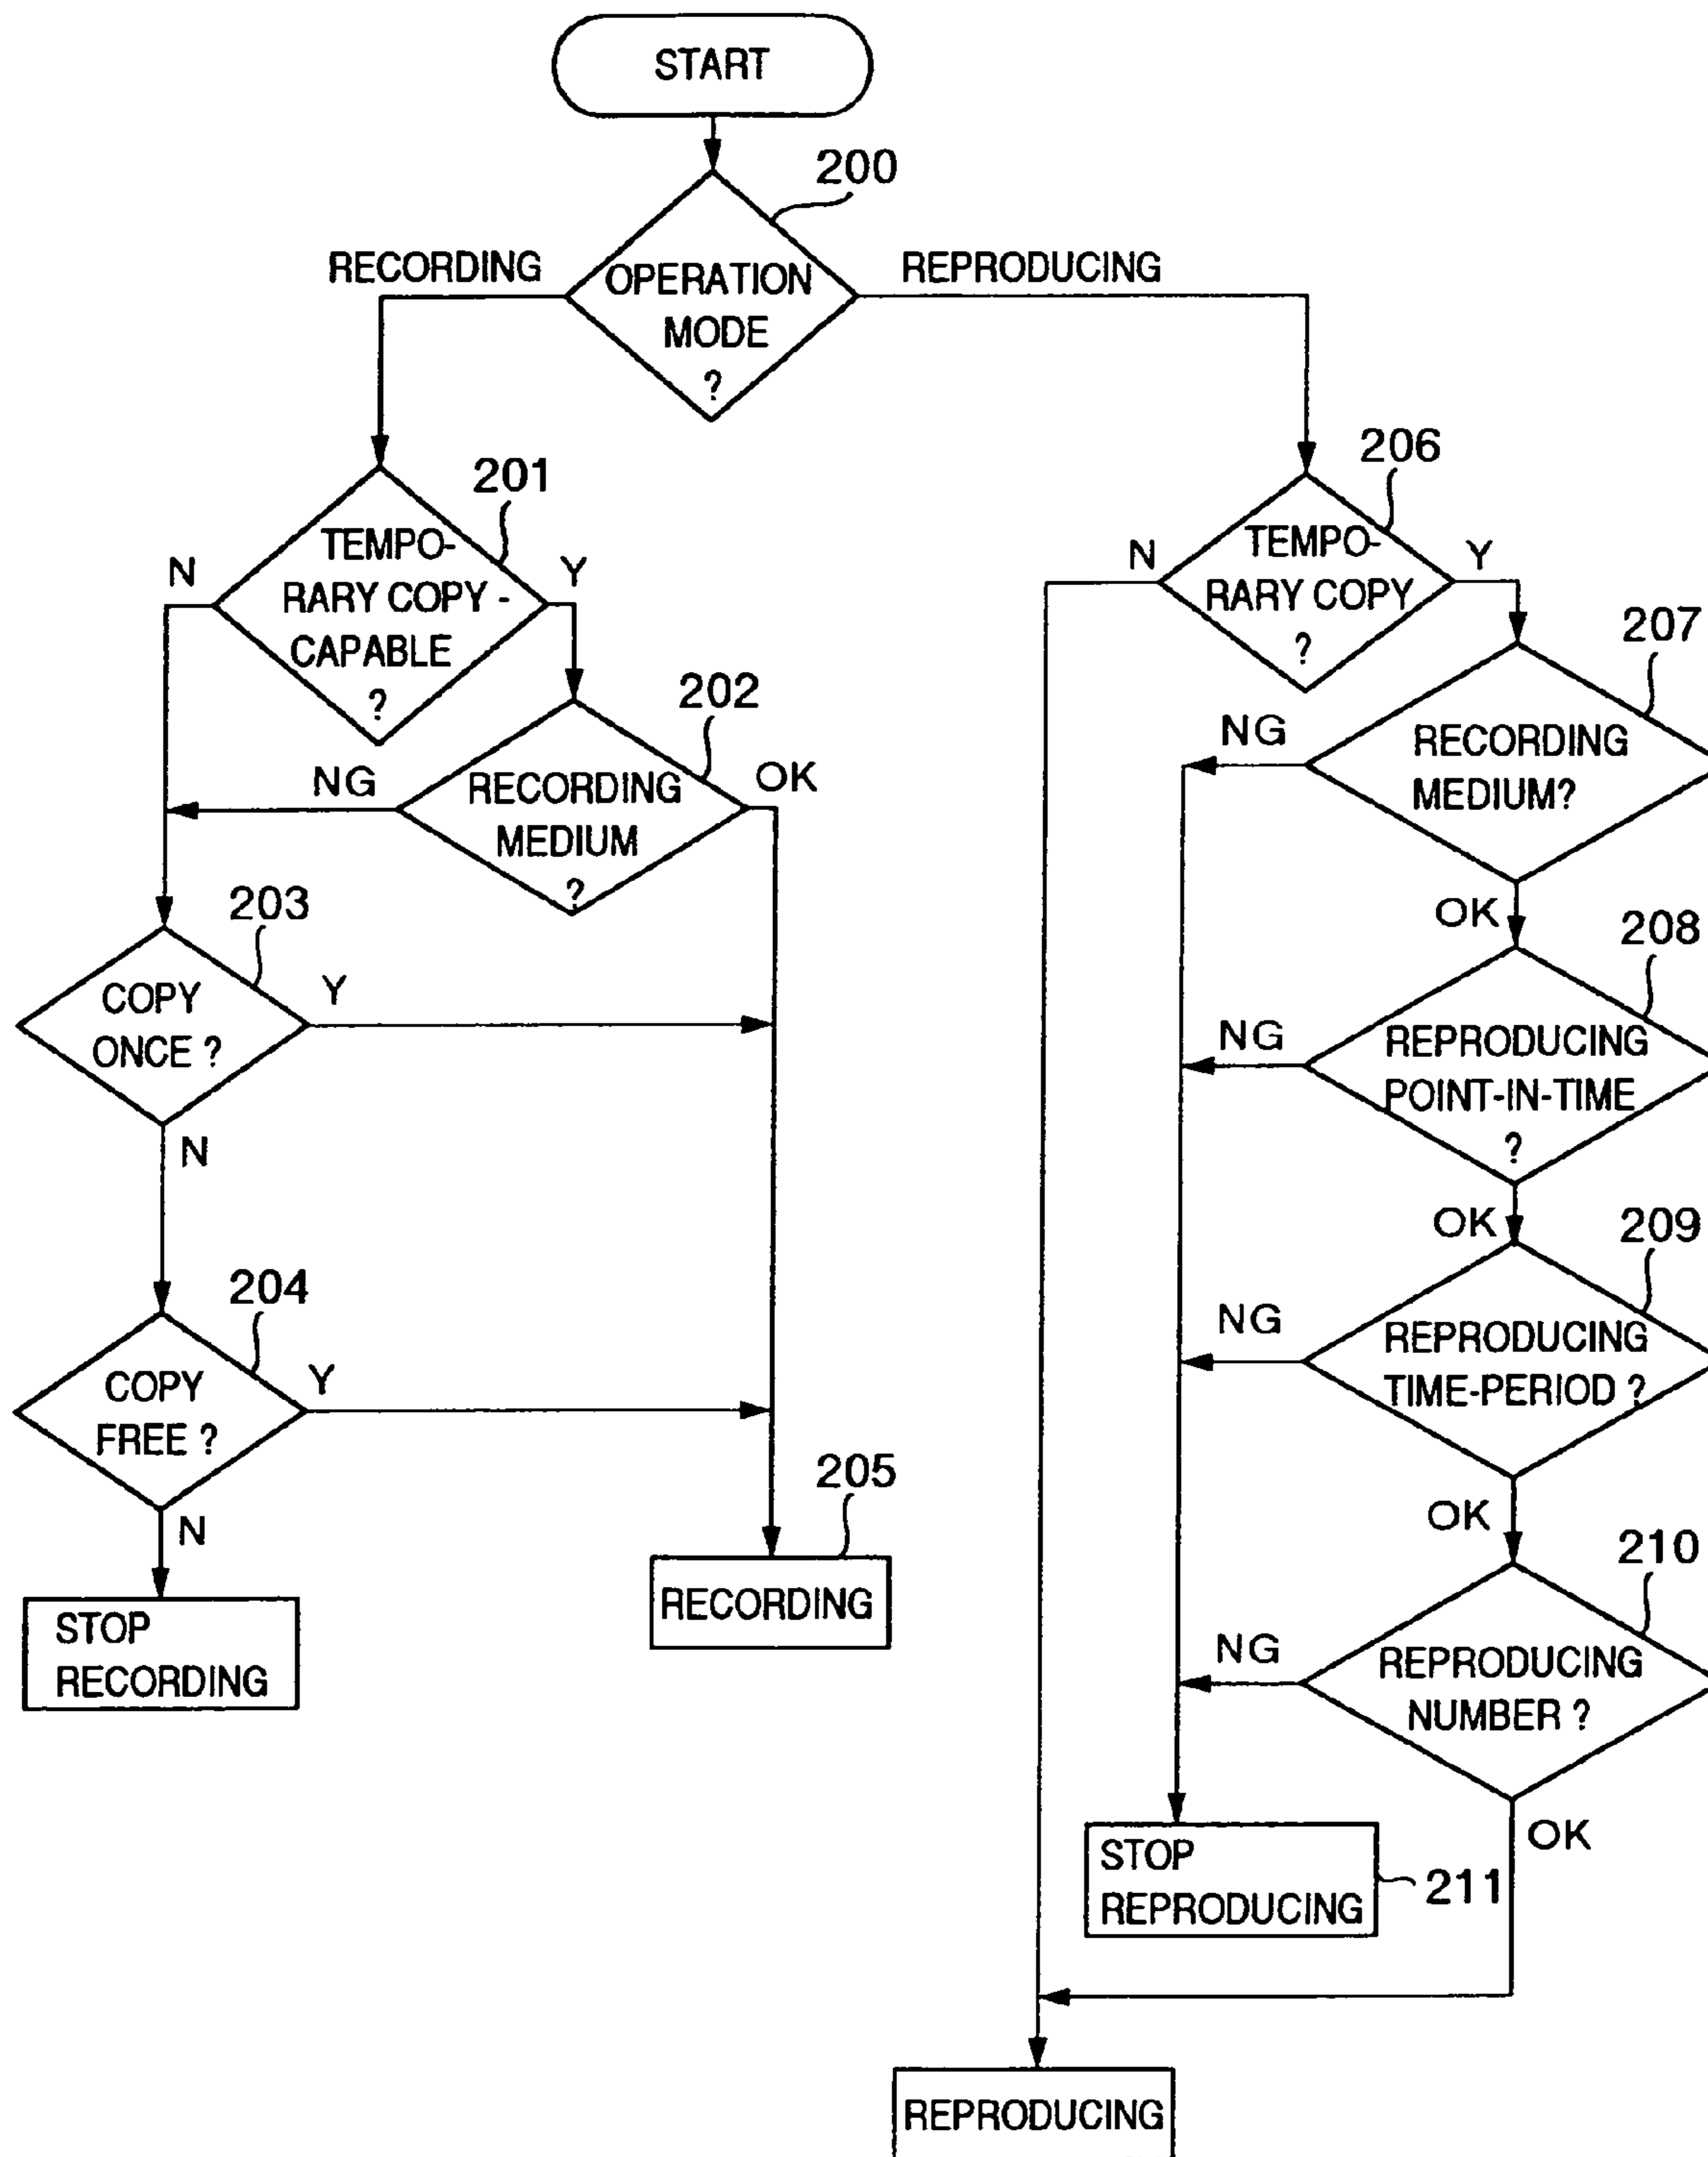 START
200
RECORDING
REPRODUCING
OPERATION
MODE
?
201
TEMPO-
RARY COPY -
CAPABLE
?
N
Y
202
RECORDING
MEDIUM
?
NG
OK
203
COPY
ONCE ?
Y
N
204
COPY
FREE ?
Y
N
STOP
RECORDING
205
RECORDING
206
TEMPO-
RARY COPY
?
N
Y
207
RECORDING
MEDIUM?
NG
OK
208
REPRODUCING
POINT-IN-TIME
?
NG
OK
209
REPRODUCING
TIME-PERIOD ?
NG
OK
210
REPRODUCING
NUMBER ?
NG
OK
STOP
REPRODUCING
211
REPRODUCING